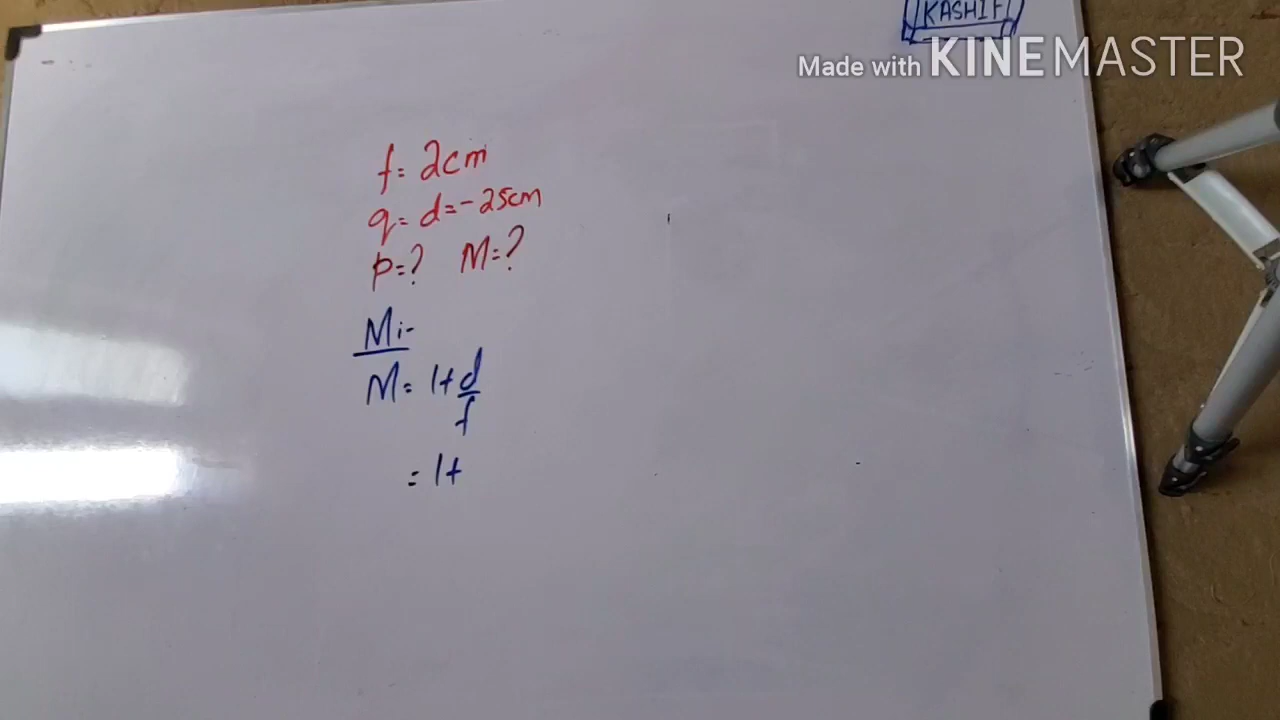 KASHIF
Made with KINEMASTER
f = 2cm
q = d = -25cm
p = ? M = ?
M:-
M = 1 + d/f
= 1 +